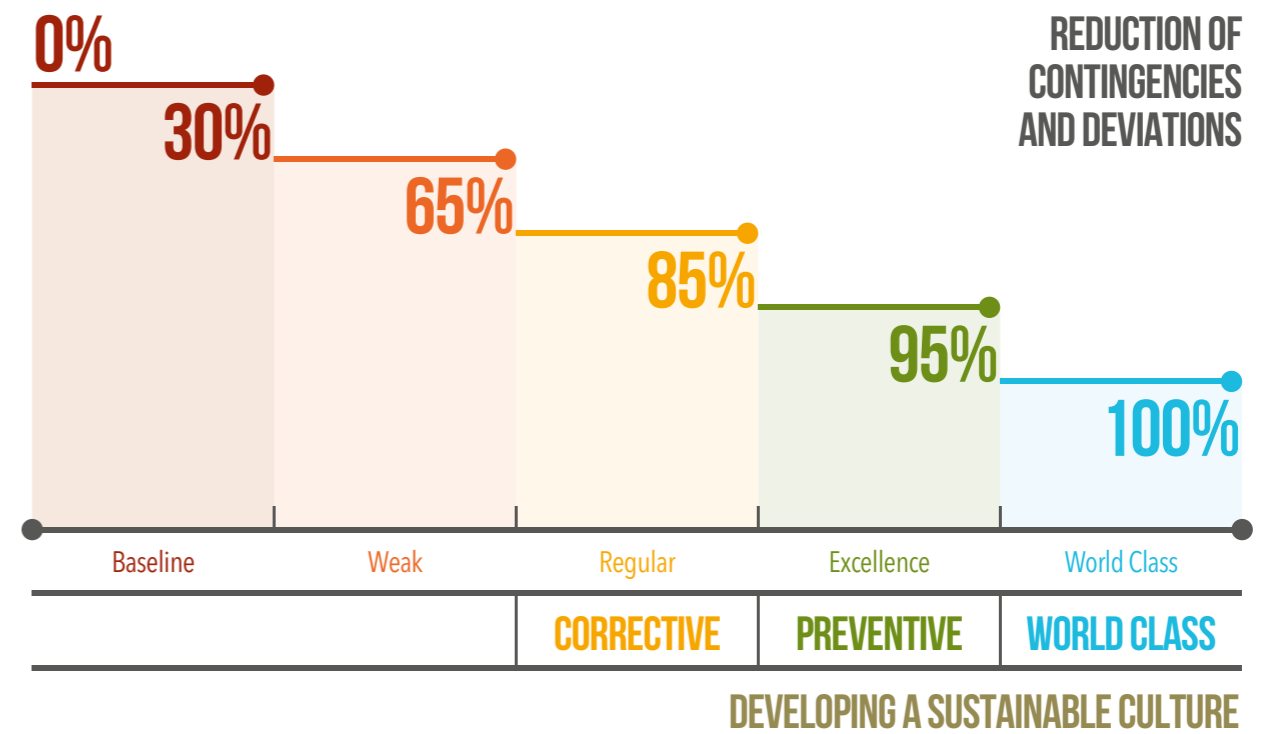 0%
REDUCTION OF
CONTINGENCIES
AND DEVIATIONS
30%
65%
85%
95%
100%
Baseline Weak Regular Excellence World Class
CORRECTIVE PREVENTIVE WORLD CLASS
DEVELOPING A SUSTAINABLE CULTURE